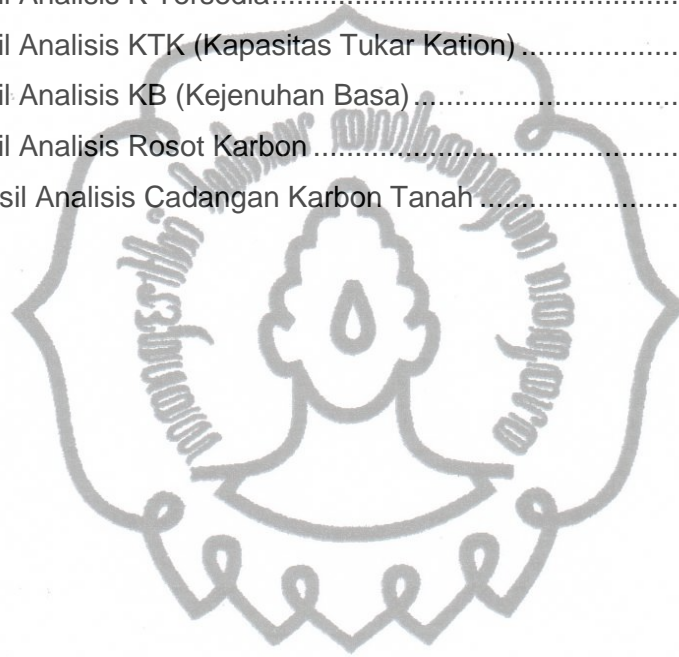 il Analisis K Tersedia..............................................
il Analisis KTK (Kapasitas Tukar Kation) ....................
il Analisis KB (Kejenuhan Basa) .................................
il Analisis Rosot Karbon ............................................
sil Analisis Cadangan Karbon Tanah ........................